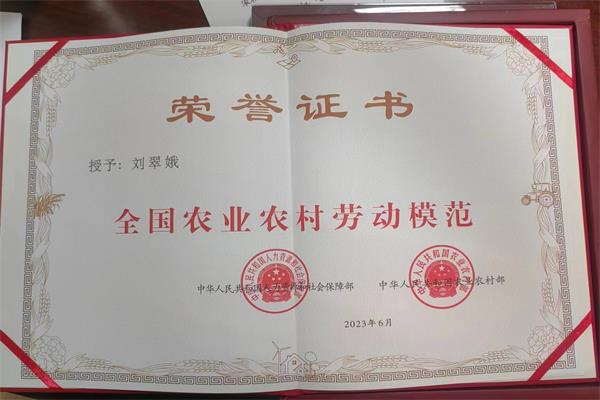 荣誉证书
授予：刘翠娥
全国农业农村劳动模范
中华人民共和国人力资源和社会保障部 中华人民共和国农业农村部
2023年6月